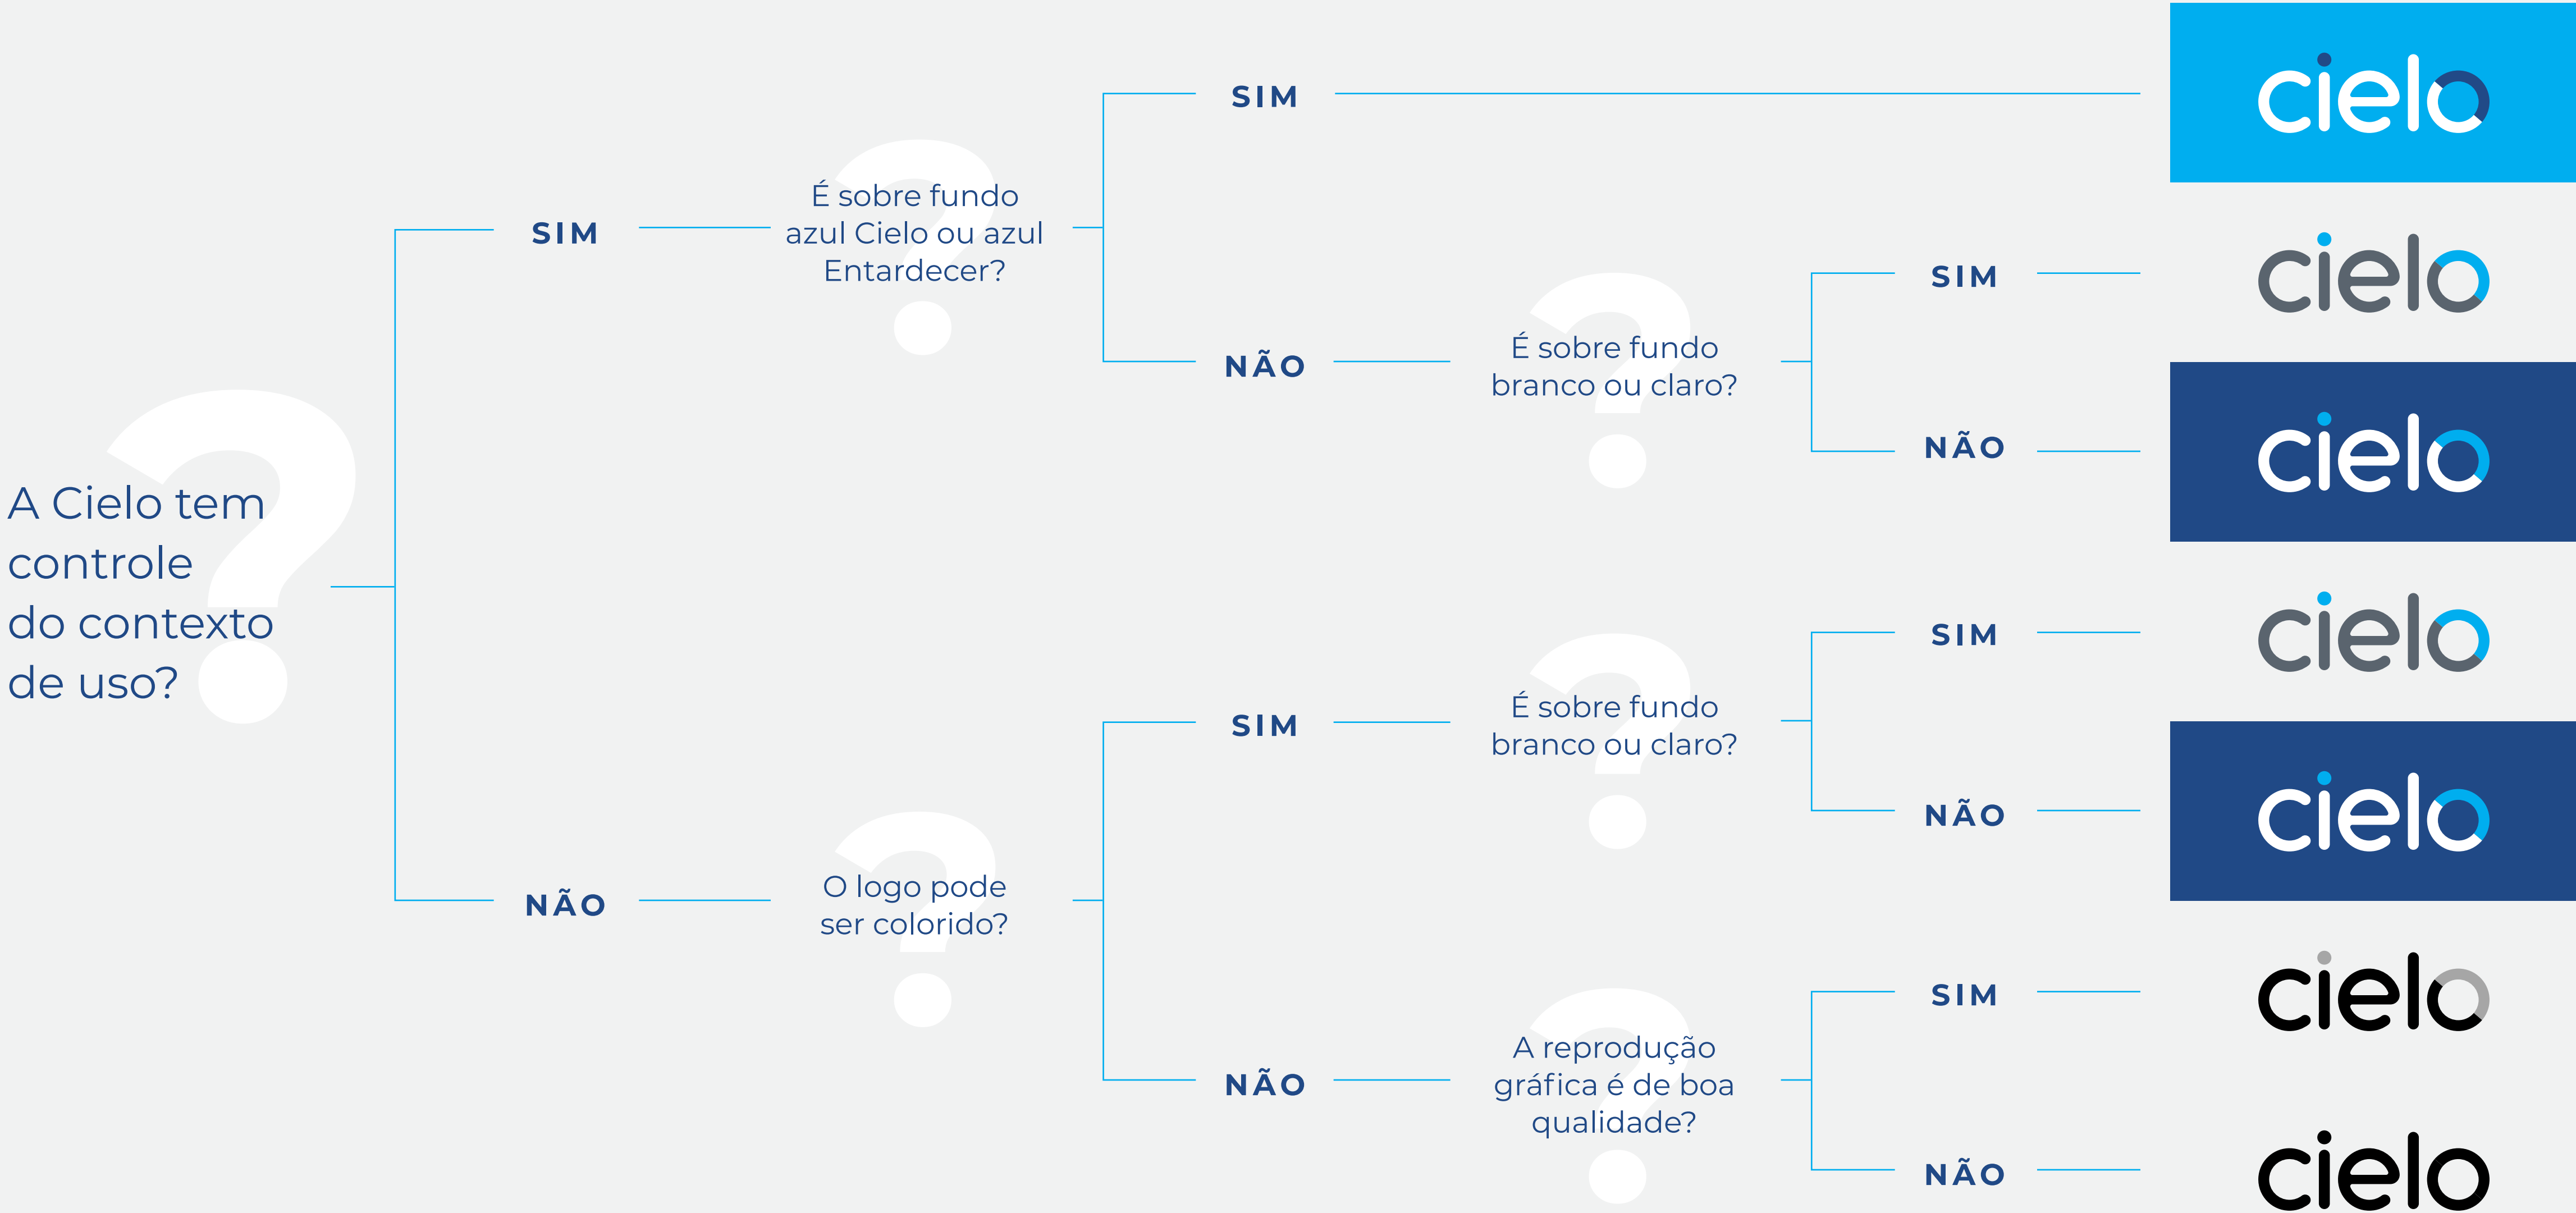 A Cielo tem
controle
do contexto
de uso?
SIM
É sobre fundo
azul Cielo ou azul
Entardecer?
SIM
cielo
NÃO
É sobre fundo
branco ou claro?
SIM
cielo
NÃO
cielo
NÃO
O logo pode
ser colorido?
SIM
É sobre fundo
branco ou claro?
SIM
cielo
NÃO
cielo
NÃO
A reprodução
gráfica é de boa
qualidade?
SIM
cielo
NÃO
cielo